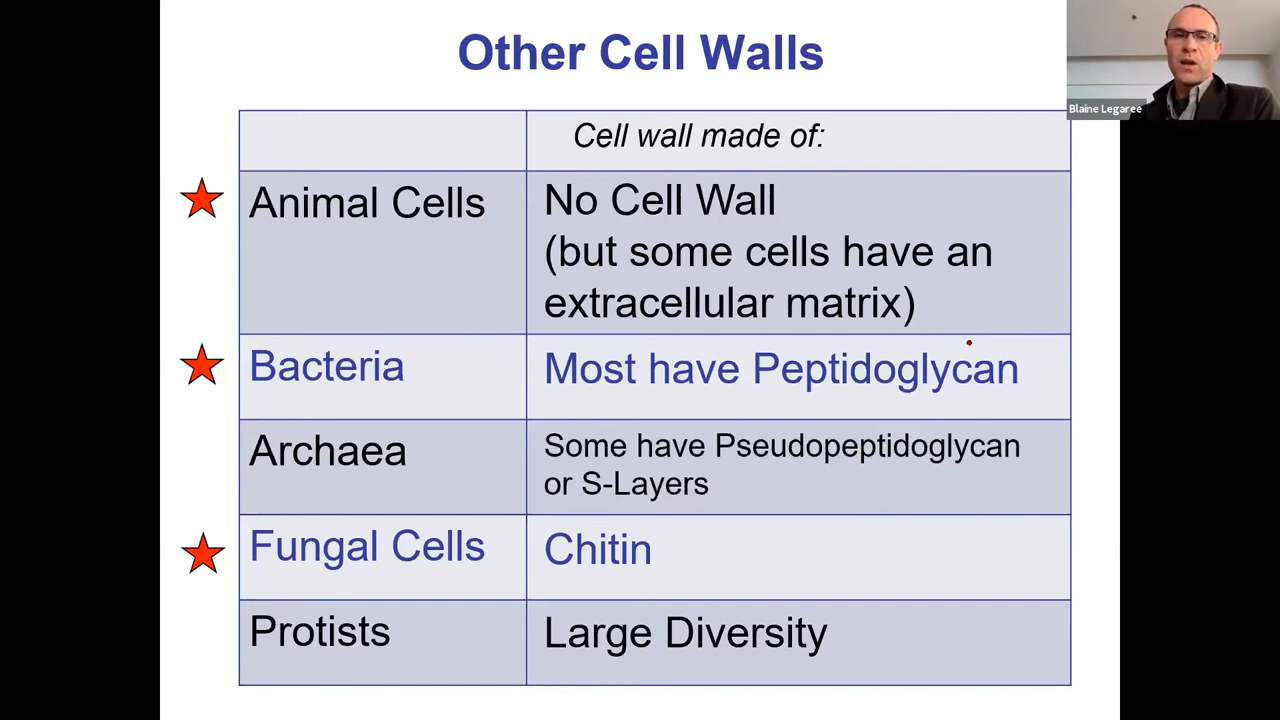 Other Cell Walls
Blaine Legaree
Cell wall made of:
Animal Cells
No Cell Wall
(but some cells have an
extracellular matrix)
Bacteria
Most have Peptidoglycan
Archaea
Some have Pseudopeptidoglycan
or S-Layers
Fungal Cells
Chitin
Protists
Large Diversity